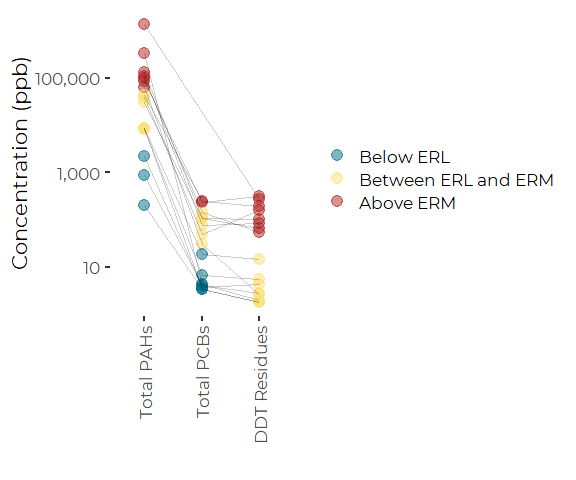 Concentration (ppb)
100,000
1,000
10
Total PAHs
Total PCBs
DDT Residues
Below ERL
Between ERL and ERM
Above ERM